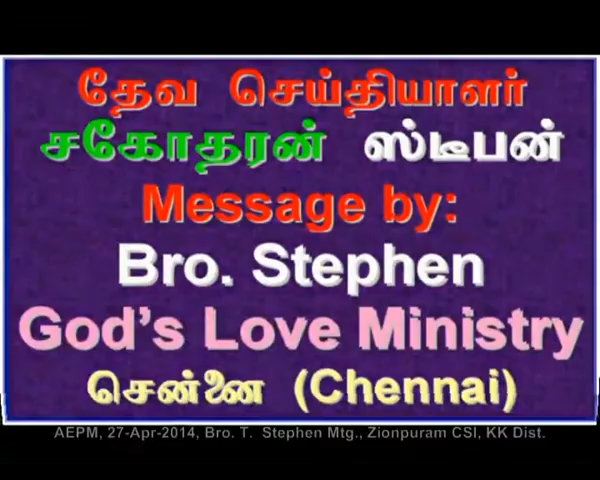 தேவ செய்தியாளர்
சகோதரன் ஸ்டீபன்
Message by:
Bro. Stephen
God's Love Ministry
சென்னை (Chennai)
AEPM, 27-Apr-2014, Bro. T. Stephen Mtg., Zionpuram CSI, KK Dist.